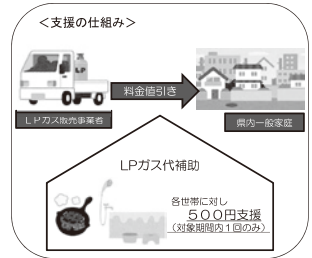 ＜支援の仕組み＞
LP
料金値引き
ＬＰガス販売事業者
県内一般家庭
LPガス代補助
各世帯に対し
５００円支援
（対象期間内１回のみ）